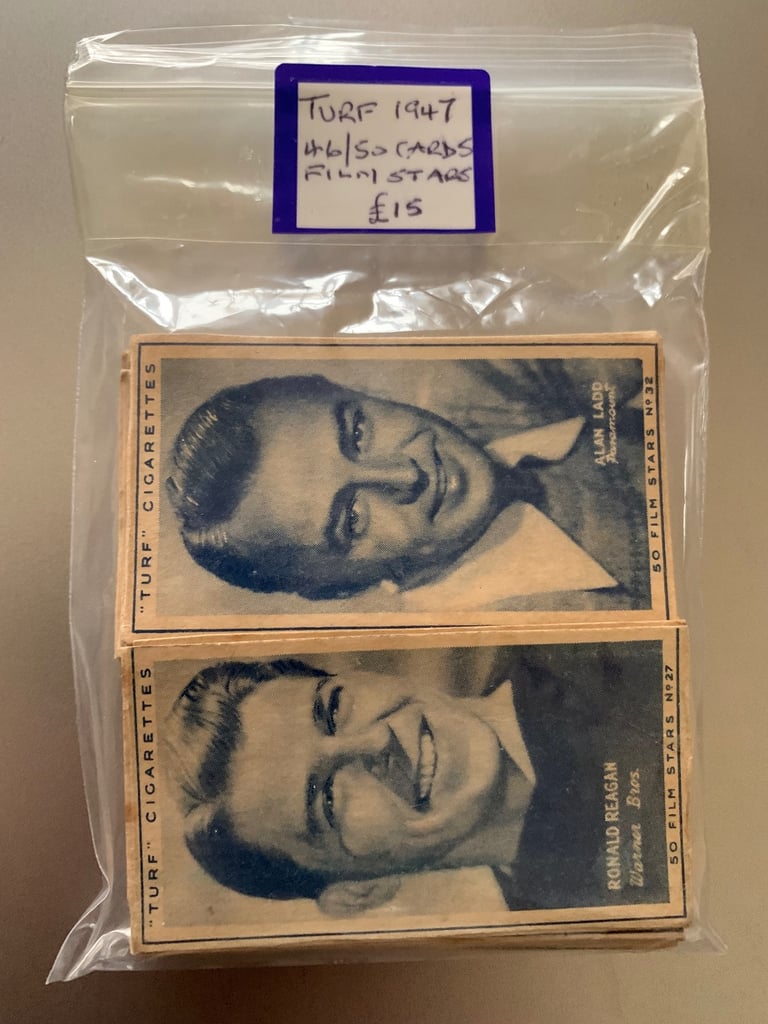 TURF 1947
46/50 CARDS
FILM STARS
£15
"TURF" CIGARETTES
ALAN LADD
Paramount
50 FILM STARS Nº 32
"TURF" CIGARETTES
RONALD REAGAN
Warner Bros.
50 FILM STARS Nº 27